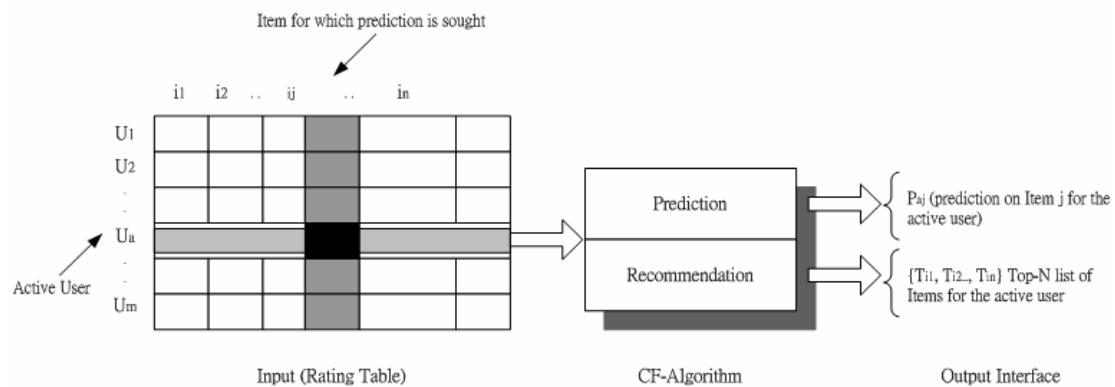 Item for which prediction is sought
i1 i2 .. ij .. in
U1
U2
.
.
Ua
.
.
Um
Active User
Prediction
Recommendation
Paj (prediction on Item j for the
active user)
{Ti1, Ti2.., Tin} Top-N list of
Items for the active user
Input (Rating Table) CF-Algorithm Output Interface